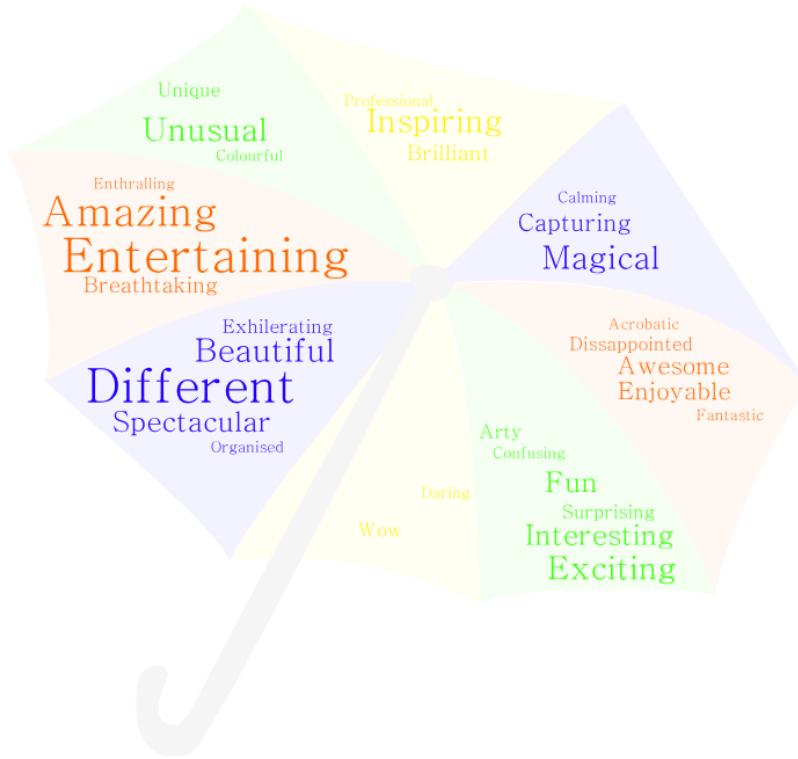 Unique
Unusual
Colourful
Professional
Inspiring
Brilliant
Enthralling
Amazing
Entertaining
Breathtaking
Calming
Capturing
Magical
Exhilerating
Beautiful
Different
Spectacular
Organised
Acrobatic
Dissappointed
Awesome
Enjoyable
Fantastic
Daring
Wow
Arty
Confusing
Fun
Surprising
Interesting
Exciting